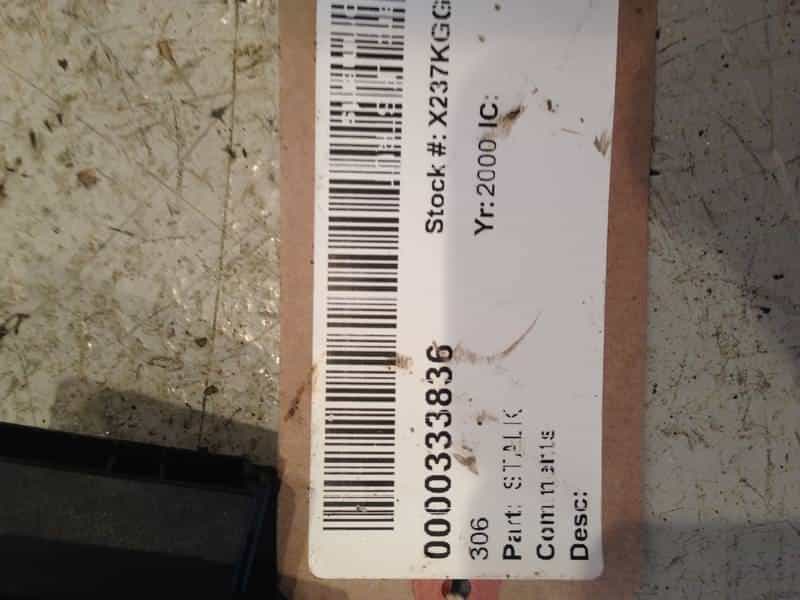 0000333836 Stock #: X237KGG
306 Yr: 2000 IC:
Part: STALK
Comments
Desc: